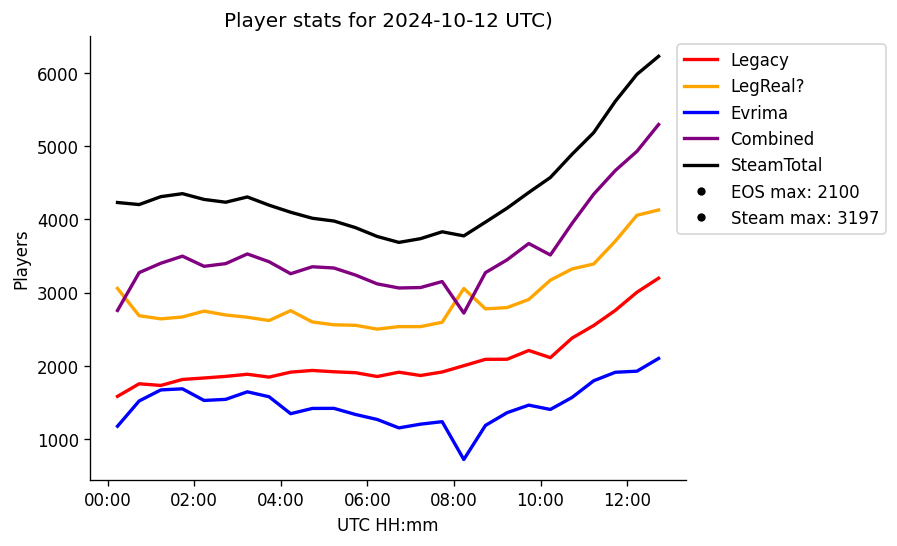 Player stats for 2024-10-12 UTC)
Legacy
LegReal?
Evrima
Combined
SteamTotal
EOS max: 2100
Steam max: 3197
6000
5000
4000
3000
2000
1000
Players
00:00 02:00 04:00 06:00 08:00 10:00 12:00
UTC HH:mm